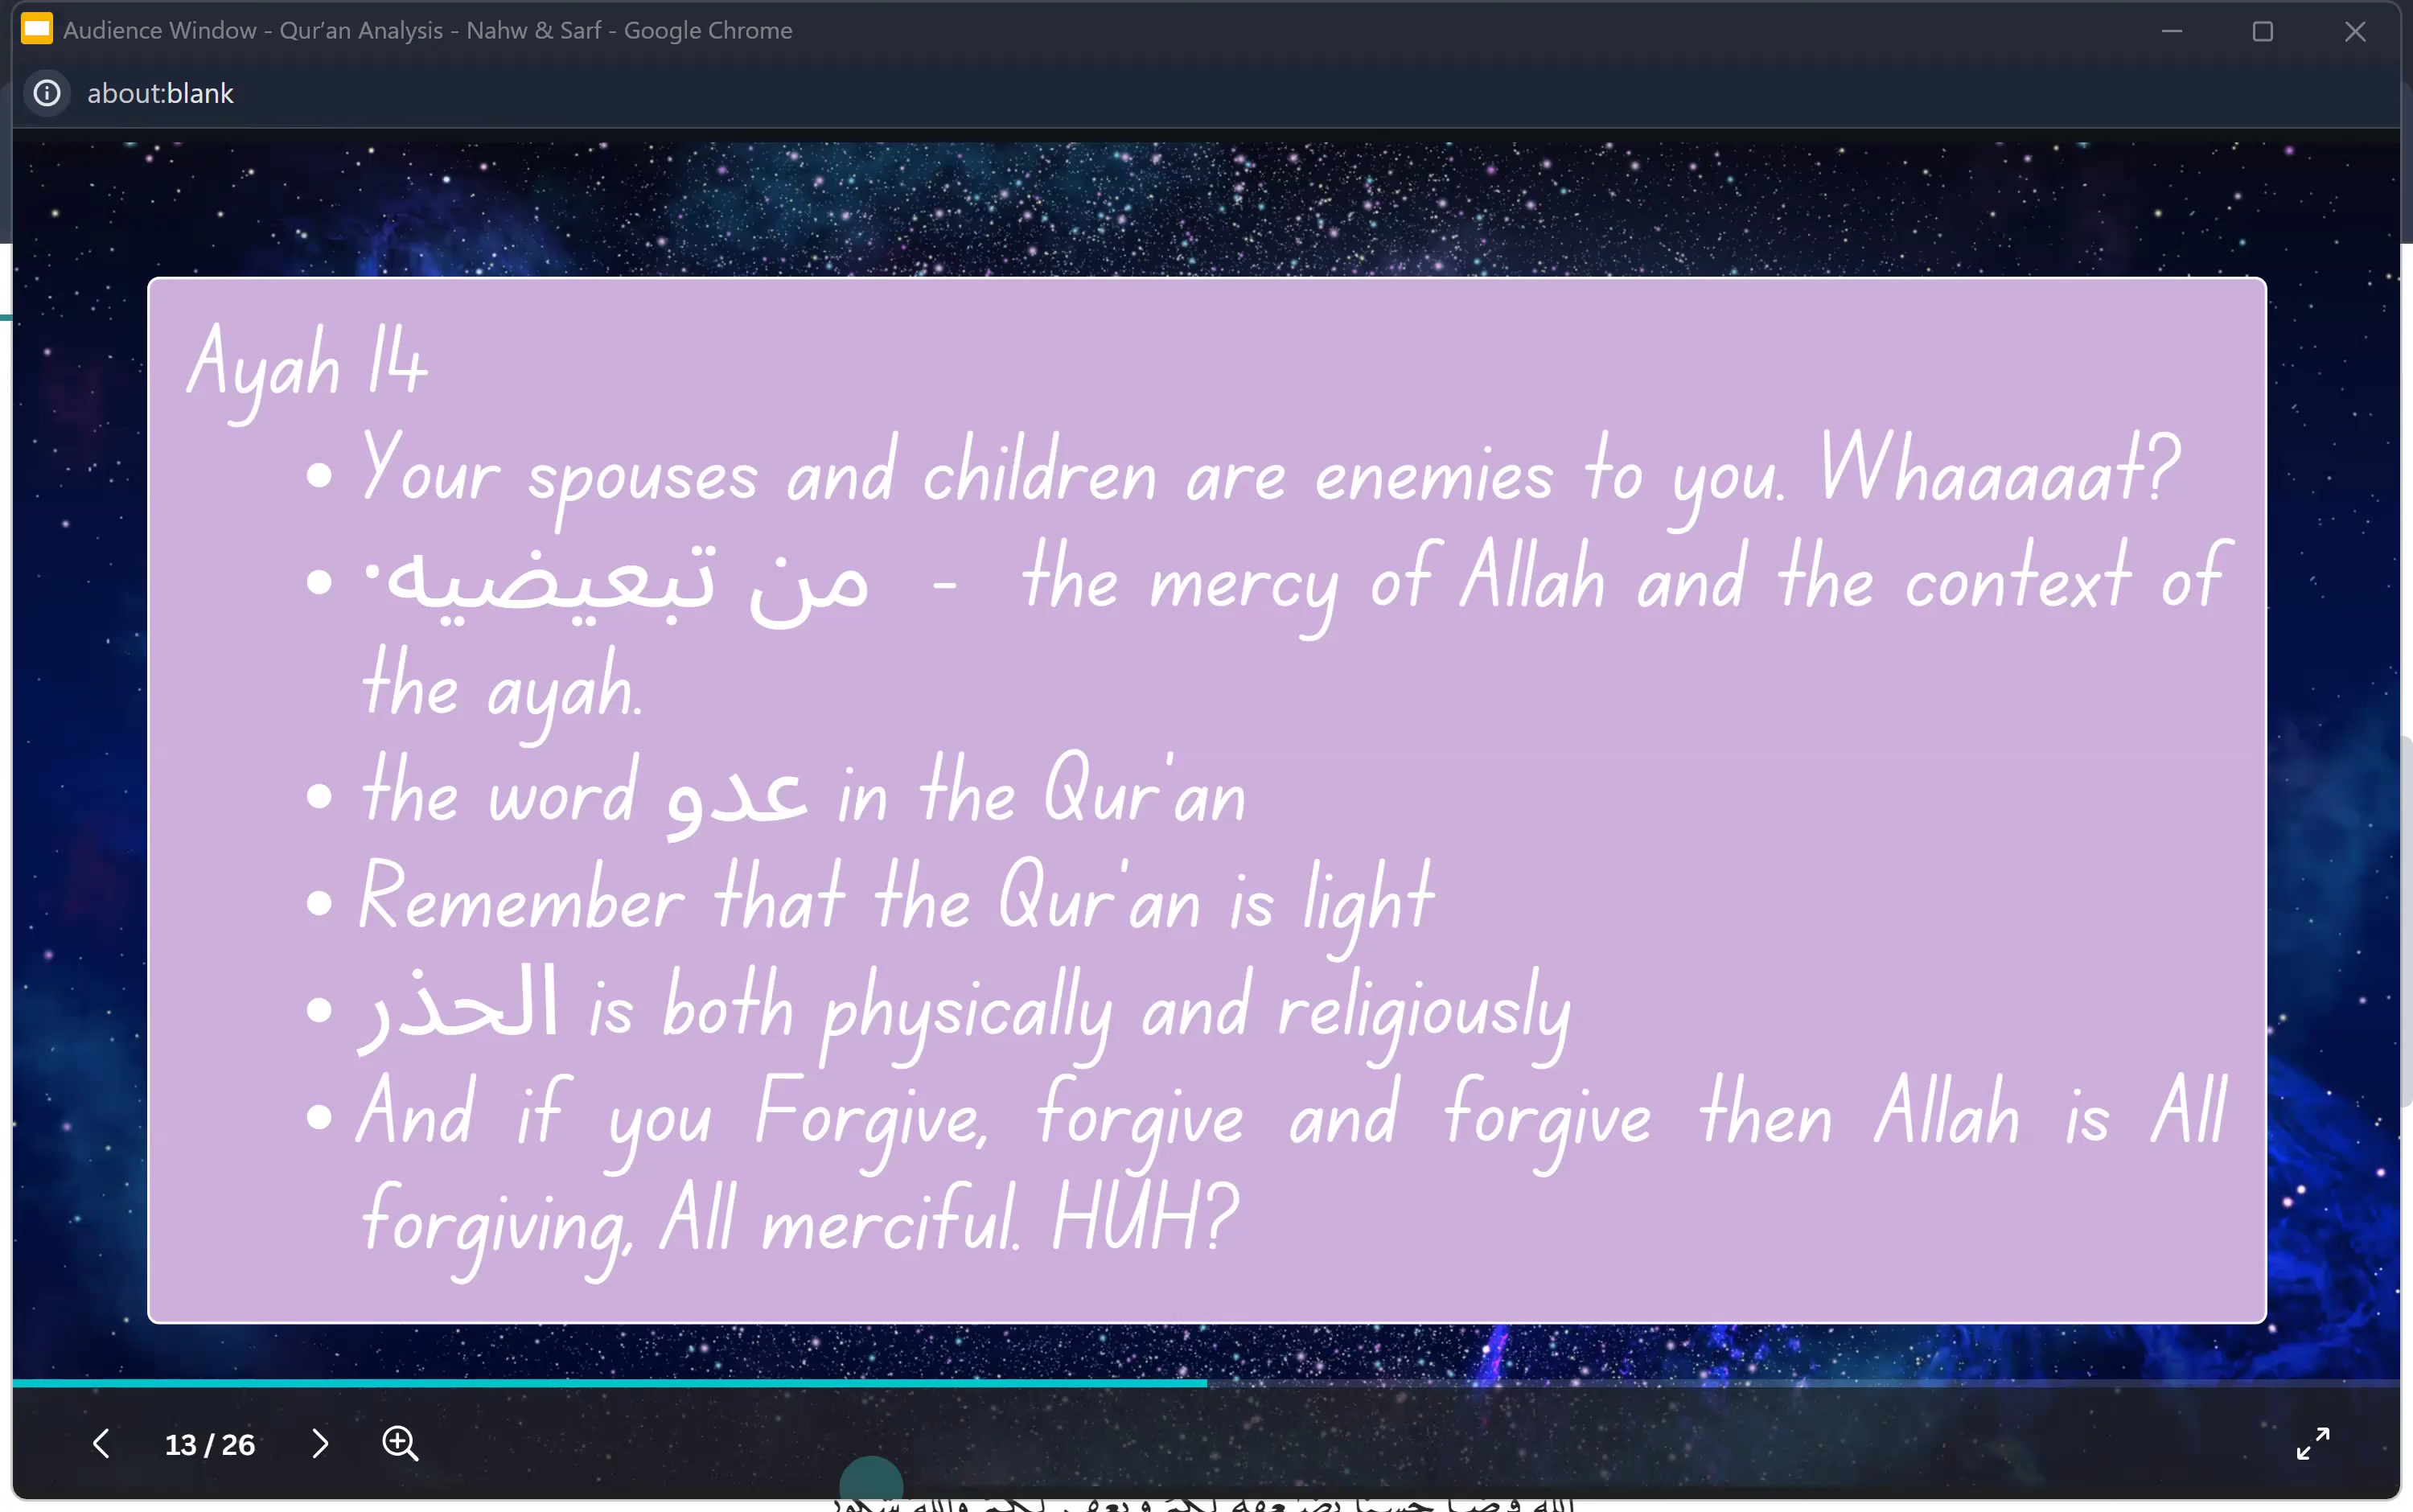 Audience Window - Qur'an Analysis - Nahw & Sarf - Google Chrome
about:blank
Ayah 14
• Your spouses and children are enemies to you. Whaaaaat?
• من تبعيضيه. - the mercy of Allah and the context of
the ayah.
• the word عدو in the Qur'an
• Remember that the Qur'an is light
• الحذر is both physically and religiously
• And if you Forgive, forgive and forgive then Allah is All
forgiving, All merciful. HUH?
13 / 26